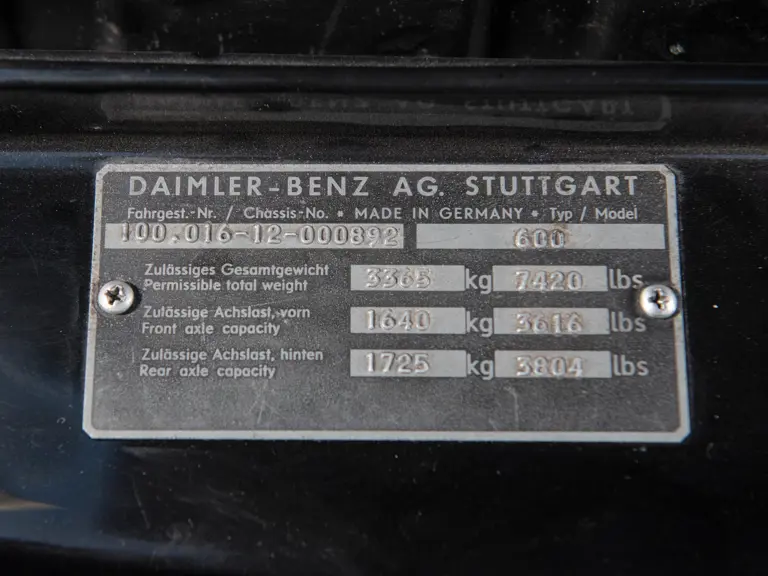 DAIMLER-BENZ AG. STUTTGART
Fahrgest.-Nr. / Chassis-No. • MADE IN GERMANY • Typ / Model
100.016-12-000892 600
Zulässiges Gesamtgewicht
Permissible total weight 3365 kg 7420 lbs
Zulässige Achslast, vorn
Front axle capacity 1640 kg 3616 lbs
Zulässige Achslast, hinten
Rear axle capacity 1725 kg 3804 lbs